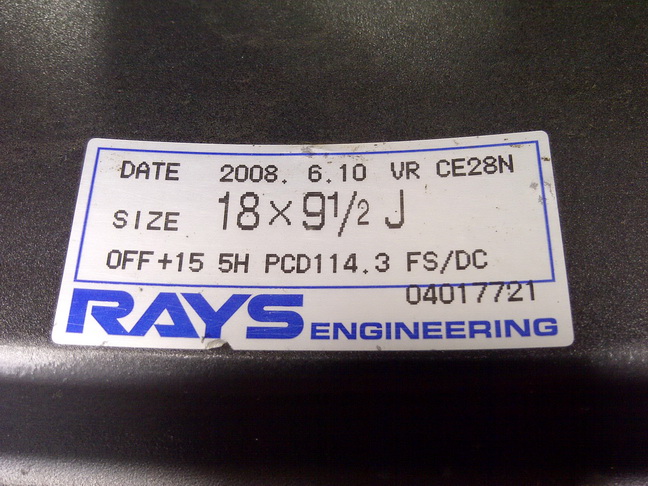 DATE 2008. 6.10 VR CE28N
SIZE 18×9½ J
OFF+15 5H PCD114.3 FS/DC
04017721
RAYS ENGINEERING